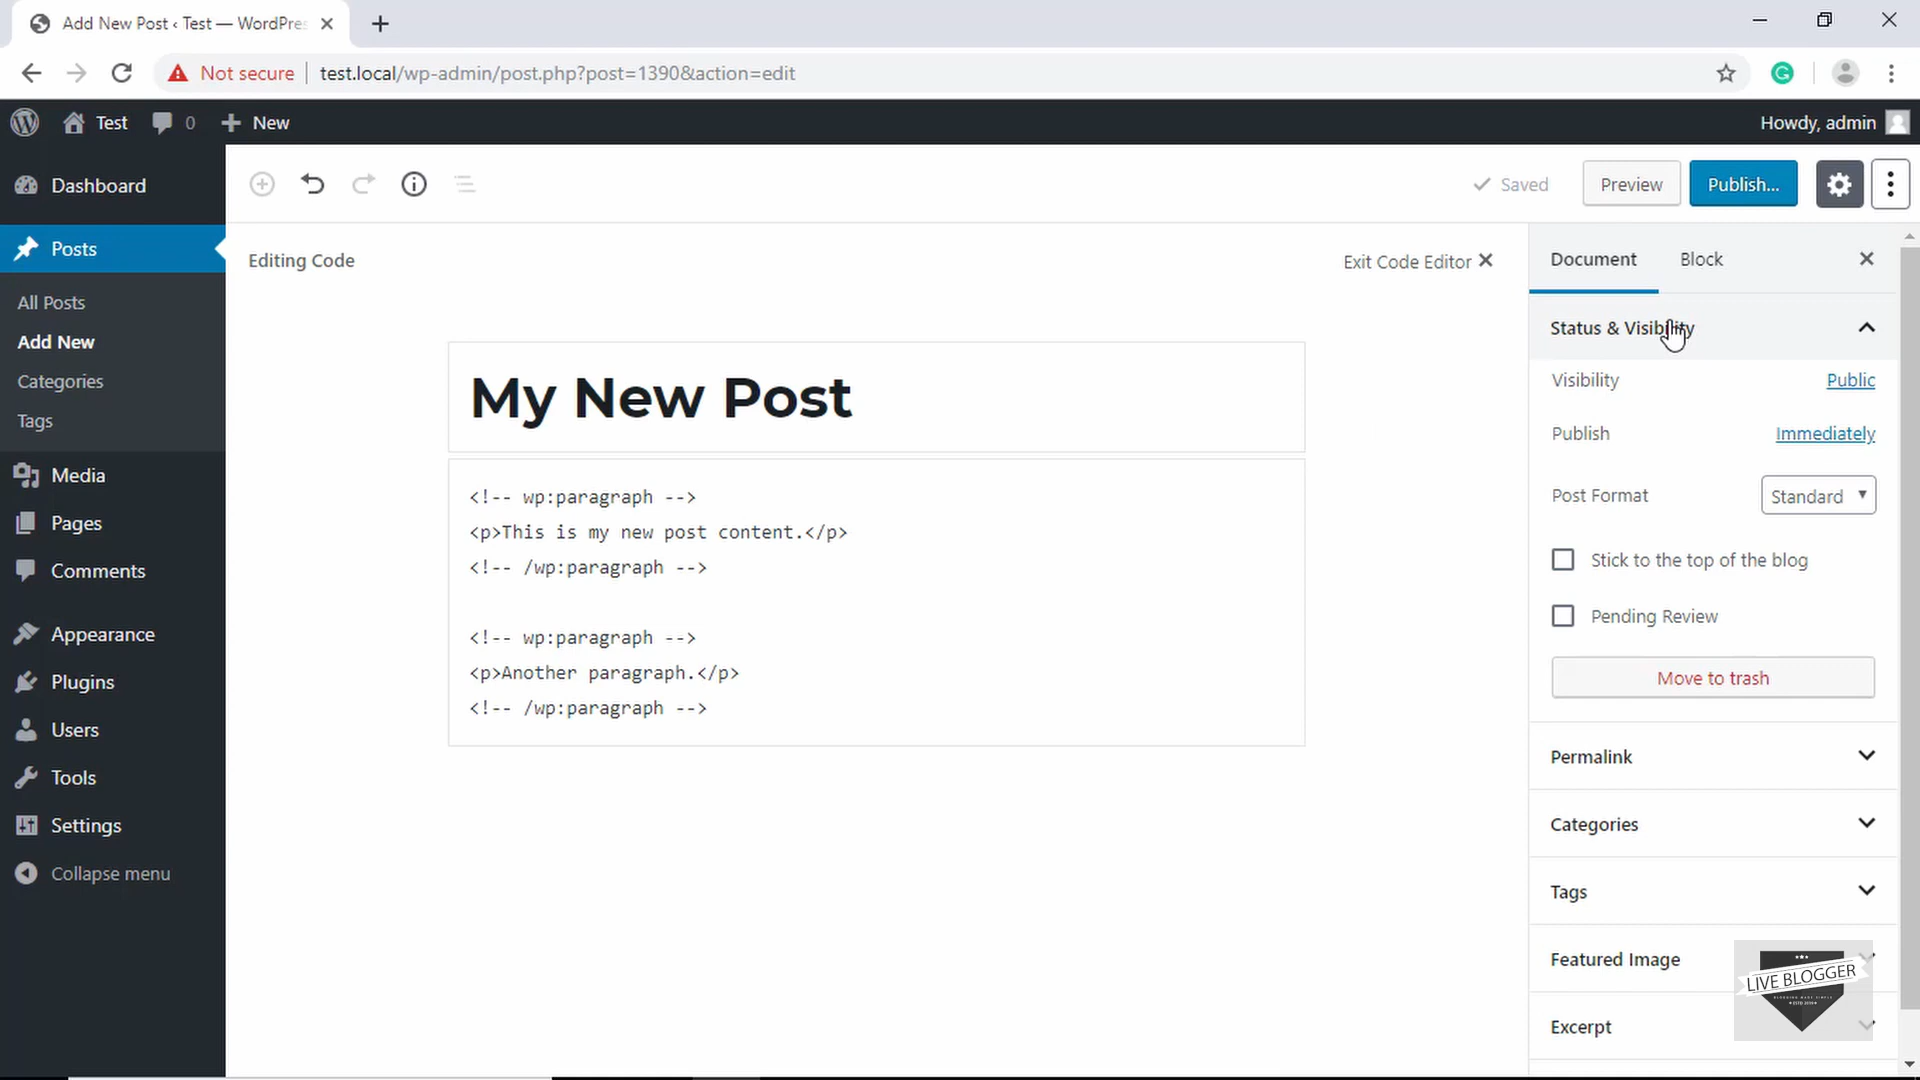 Add New Post ‹ Test — WordPres
Not secure
test.local/wp-admin/post.php?post=1390&action=edit
Test
0
New
Howdy, admin
Dashboard
Posts
All Posts
Add New
Categories
Tags
Media
Pages
Comments
Appearance
Plugins
Users
Tools
Settings
Collapse menu
Saved
Preview
Publish...
Editing Code
Exit Code Editor
My New Post
<!-- wp:paragraph -->
<p>This is my new post content.</p>
<!-- /wp:paragraph -->
<!-- wp:paragraph -->
<p>Another paragraph.</p>
<!-- /wp:paragraph -->
Document
Block
Status & Visibility
Visibility
Public
Publish
Immediately
Post Format
Standard
Stick to the top of the blog
Pending Review
Move to trash
Permalink
Categories
Tags
Featured Image
Excerpt
LIVE BLOGGER